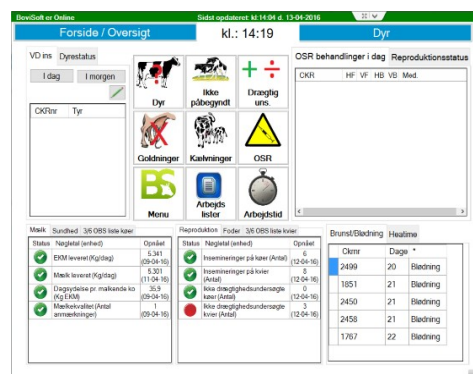 BoviSoft er Online
Sidst opdateret: kl:14:04 d. 13-04-2016
Forside / Oversigt
kl.: 14:19
Dyr
VD ins Dyrestatus
I dag I morgen
CKRnr Tyr
Dyr
Ikke påbegyndt
Drægtig uns.
Goldninger
Kælvninger
OSR
Menu
Arbejds lister
Arbejdstid
OSR behandlinger i dag Reproduktionsstatus
CKR HF VF HB VB Med.
Mælk Sundhed 3/6 OBS liste køer
Status Nøgletal (enhed) Opnået
EKM leveret (Kg/dag) 5.341 (09-04-16)
Mælk leveret (Kg/dag) 5.301 (11-04-16)
Dagsydelse pr. malkende ko (Kg EKM) 35,9 (09-04-16)
Mælkekvalitet (Antal anmærkninger) 1 (09-04-16)
Reproduktion Foder 3/6 OBS liste kvier
Status Nøgletal (enhed) Opnået
Insemineringer på køer (Antal) 6 (12-04-16)
Insemineringer på kvier (Antal) 8 (12-04-16)
Ikke drægtighedsundersøgte køer (Antal) 0 (12-04-16)
Ikke drægtighedsundersøgte kvier (Antal) 3 (12-04-16)
Brunst/Blødning Heatime
Ckrnr Dage
2499 20 Blødning
1851 21 Blødning
2450 21 Blødning
2458 21 Blødning
1767 22 Blødning